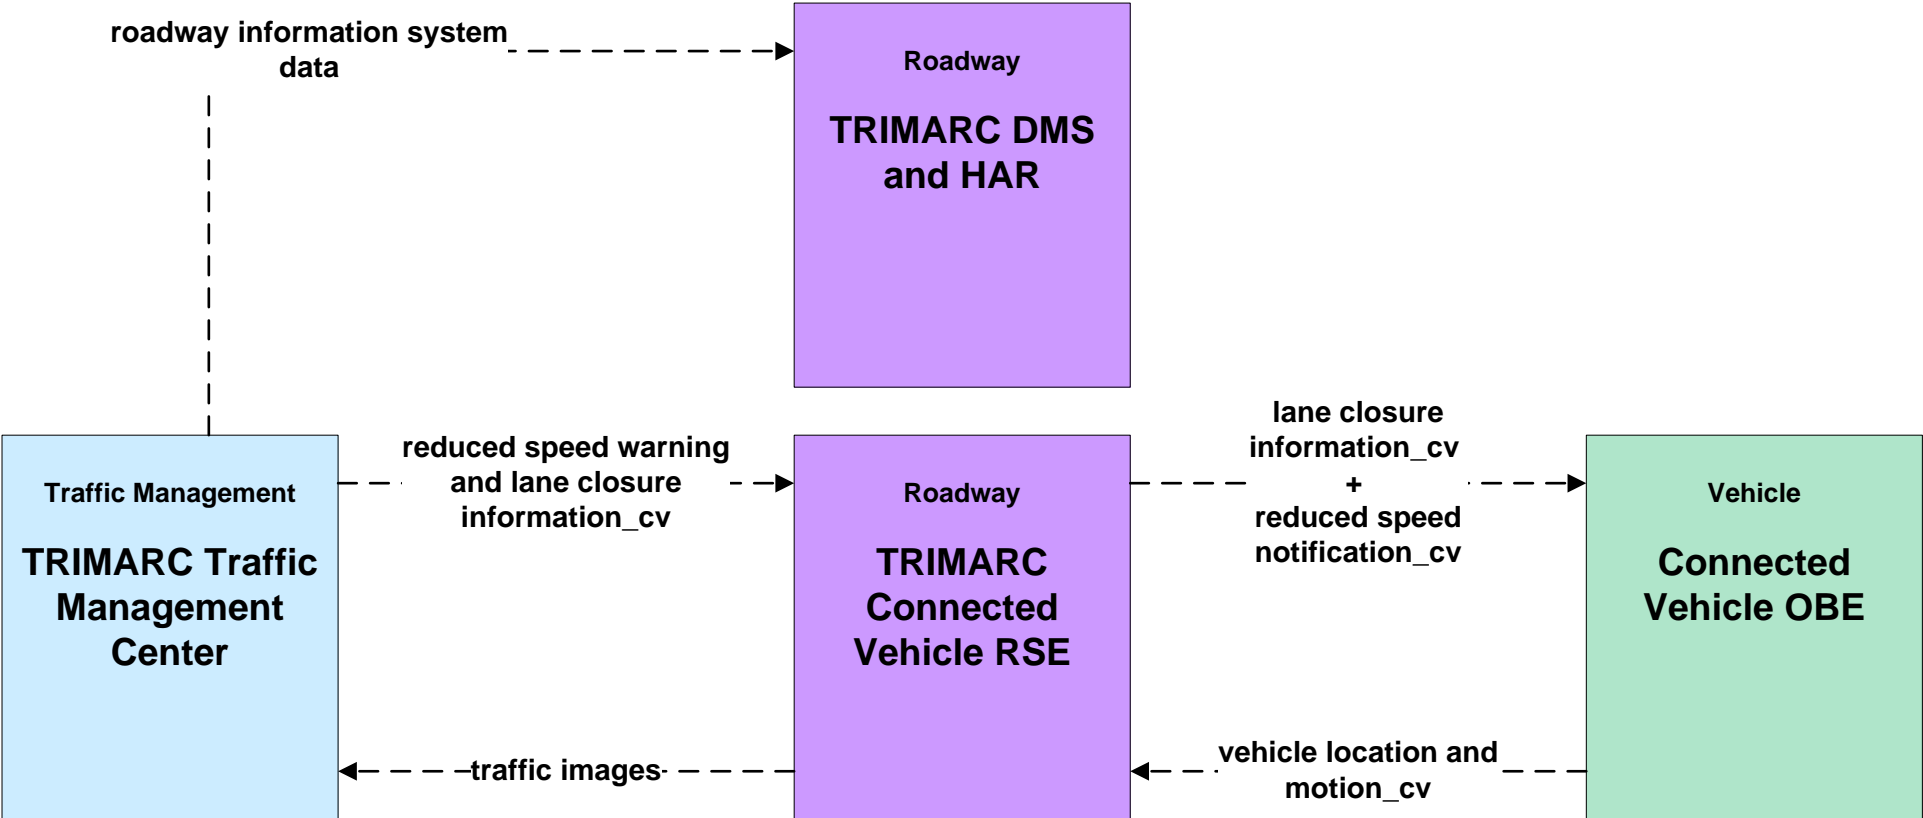 roadway information system
data
Roadway
TRIMARC DMS
and HAR
Traffic Management
TRIMARC Traffic
Management
Center
reduced speed warning
and lane closure
information_cv
traffic images
Roadway
TRIMARC
Connected
Vehicle RSE
lane closure
information_cv
+
reduced speed
notification_cv
vehicle location and
motion_cv
Vehicle
Connected
Vehicle OBE